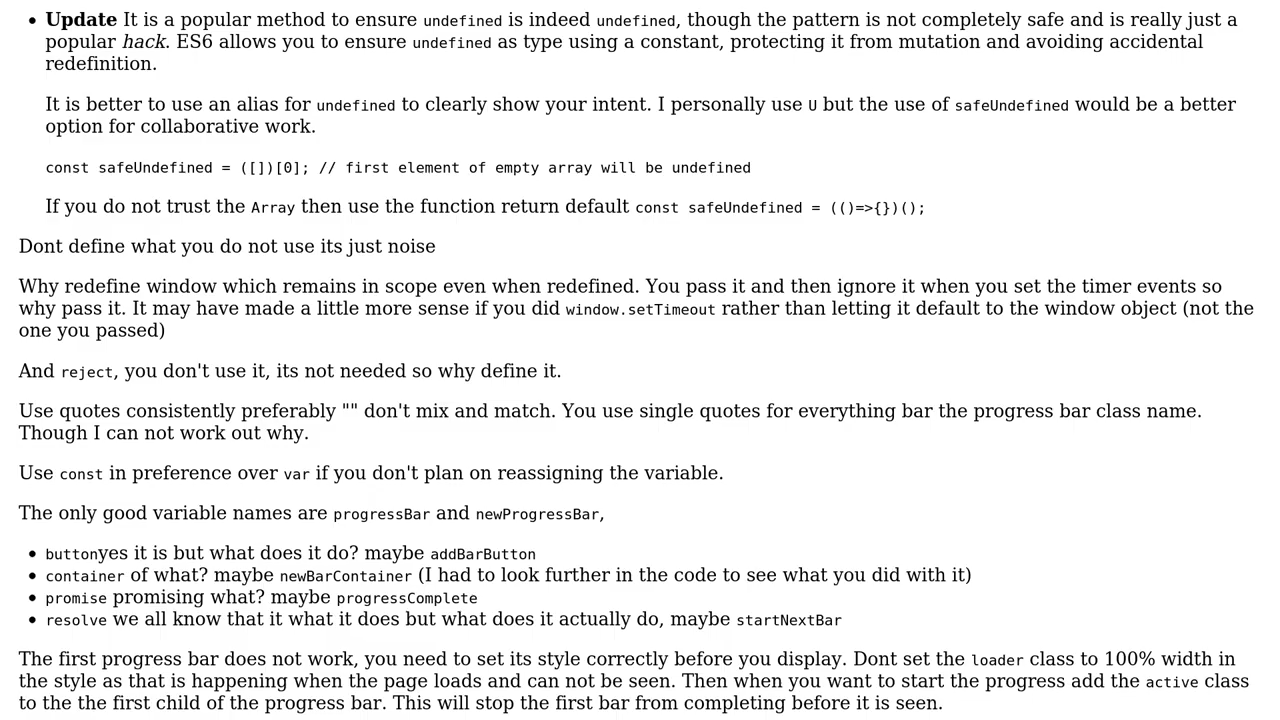 • Update It is a popular method to ensure undefined is indeed undefined, though the pattern is not completely safe and is really just a
popular hack. ES6 allows you to ensure undefined as type using a constant, protecting it from mutation and avoiding accidental
redefinition.
It is better to use an alias for undefined to clearly show your intent. I personally use U but the use of safeUndefined would be a better
option for collaborative work.
const safeUndefined = ([])[0]; // first element of empty array will be undefined
If you do not trust the Array then use the function return default const safeUndefined = (()=>{})();
Dont define what you do not use its just noise
Why redefine window which remains in scope even when redefined. You pass it and then ignore it when you set the timer events so
why pass it. It may have made a little more sense if you did window.setTimeout rather than letting it default to the window object (not the
one you passed)
And reject, you don't use it, its not needed so why define it.
Use quotes consistently preferably "" don't mix and match. You use single quotes for everything bar the progress bar class name.
Though I can not work out why.
Use const in preference over var if you don't plan on reassigning the variable.
The only good variable names are progressBar and newProgressBar,
• buttonyes it is but what does it do? maybe addBarButton
• container of what? maybe newBarContainer (I had to look further in the code to see what you did with it)
• promise promising what? maybe progressComplete
• resolve we all know that it what it does but what does it actually do, maybe startNextBar
The first progress bar does not work, you need to set its style correctly before you display. Dont set the loader class to 100% width in
the style as that is happening when the page loads and can not be seen. Then when you want to start the progress add the active class
to the the first child of the progress bar. This will stop the first bar from completing before it is seen.